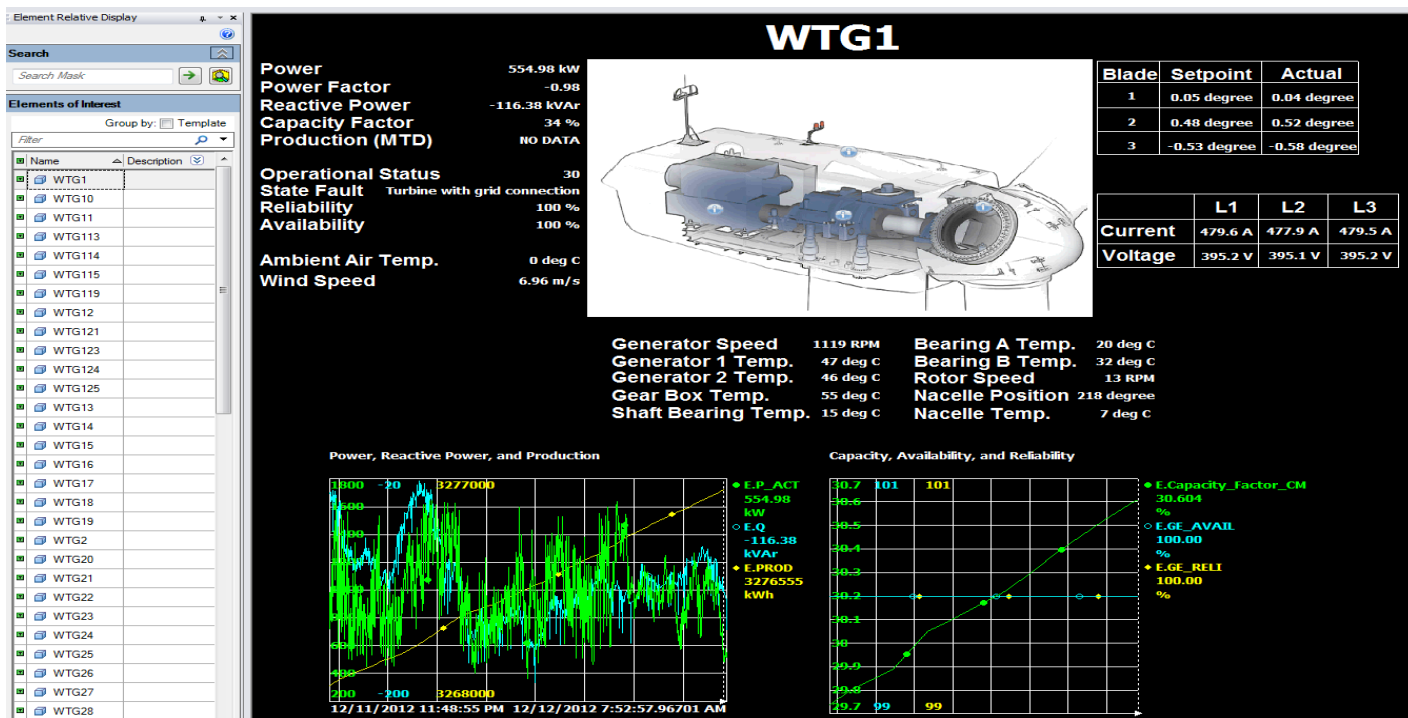 Element Relative Display
Search
Search Mask
Elements of Interest
Group by: Template
Filter
Name Description
WTG1
WTG10
WTG11
WTG113
WTG114
WTG115
WTG119
WTG12
WTG121
WTG123
WTG124
WTG125
WTG13
WTG14
WTG15
WTG16
WTG17
WTG18
WTG19
WTG2
WTG20
WTG21
WTG22
WTG23
WTG24
WTG25
WTG26
WTG27
WTG28
WTG1
Power 554.98 kW
Power Factor -0.98
Reactive Power -116.38 kVAr
Capacity Factor 34 %
Production (MTD) NO DATA
Operational Status 30
State Fault Turbine with grid connection
Reliability 100 %
Availability 100 %
Ambient Air Temp. 0 deg C
Wind Speed 6.96 m/s
Blade Setpoint Actual
1 0.05 degree 0.04 degree
2 0.48 degree 0.52 degree
3 -0.53 degree -0.58 degree
L1 L2 L3
Current 479.6 A 477.9 A 479.5 A
Voltage 395.2 V 395.1 V 395.2 V
Generator Speed 1119 RPM
Generator 1 Temp. 47 deg C
Generator 2 Temp. 46 deg C
Gear Box Temp. 55 deg C
Shaft Bearing Temp. 15 deg C
Bearing A Temp. 20 deg C
Bearing B Temp. 32 deg C
Rotor Speed 13 RPM
Nacelle Position 218 degree
Nacelle Temp. 7 deg C
Power, Reactive Power, and Production
1800 -20 3277000
400
200 -200 3268000
12/11/2012 11:48:55 PM 12/12/2012 7:52:57.96701 AM
E.P_ACT
554.98
kW
E.Q
-116.38
kVAr
E.PROD
3276555
kWh
Capacity, Availability, and Reliability
30.7 101 101
30.6
30.5
30.4
30.3
30.2
30.1
30
29.9
29.8
29.7 99 99
E.Capacity_Factor_CM
30.604
%
E.GE_AVAIL
100.00
%
E.GE_RELI
100.00
%